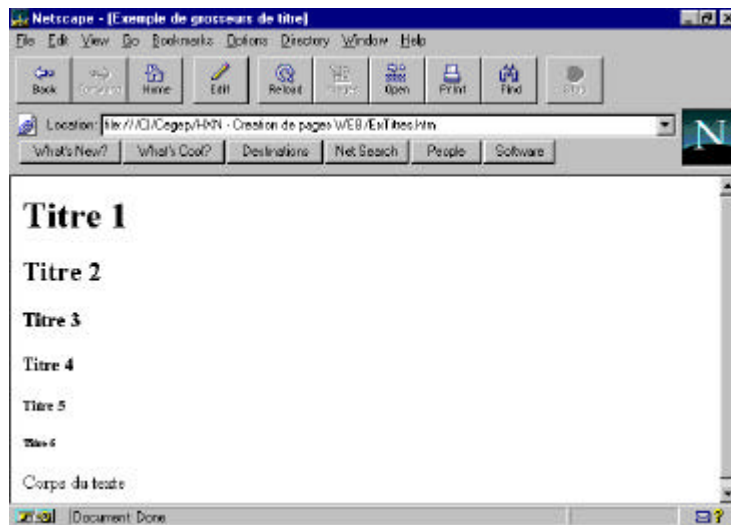 Netscape - [Exemple de grosseurs de titre]
File Edit View Go Bookmarks Options Directory Window Help
Back Forward Home Edit Reload Images Open Print Find Stop
Location: file:///C|/Cegep/HXN - Creation de pages WEB/ExTitres.htm
What's New? What's Cool? Destinations Net Search People Software
N
Titre 1
Titre 2
Titre 3
Titre 4
Titre 5
Titre 6
Corps du texte
Document: Done